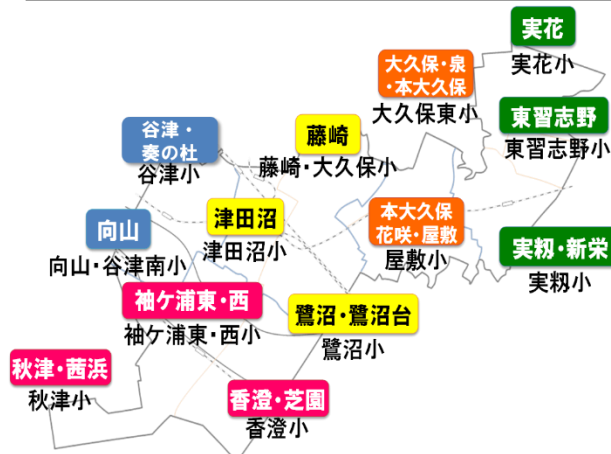 実花
実花小
大久保・泉
・本大久保
大久保東小
東習志野
東習志野小
谷津・
奏の杜
谷津小
藤崎
藤崎・大久保小
津田沼
津田沼小
本大久保
花咲・屋敷
屋敷小
向山
向山・谷津南小
実籾・新栄
実籾小
袖ケ浦東・西
袖ケ浦東・西小
鷺沼・鷺沼台
鷺沼小
秋津・茜浜
秋津小
香澄・芝園
香澄小